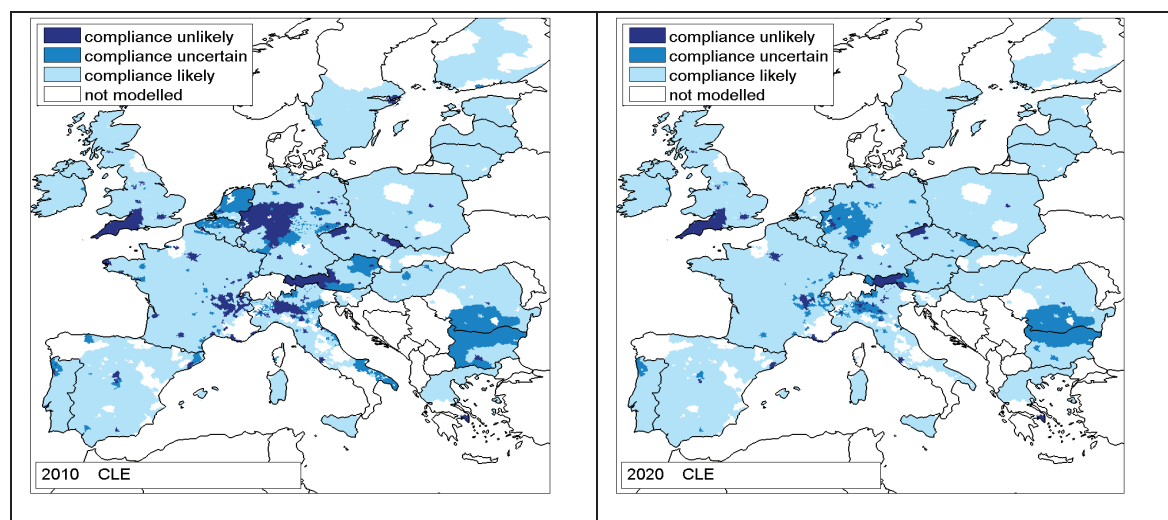 compliance unlikely
compliance uncertain
compliance likely
not modelled
2010 CLE
compliance unlikely
compliance uncertain
compliance likely
not modelled
2020 CLE